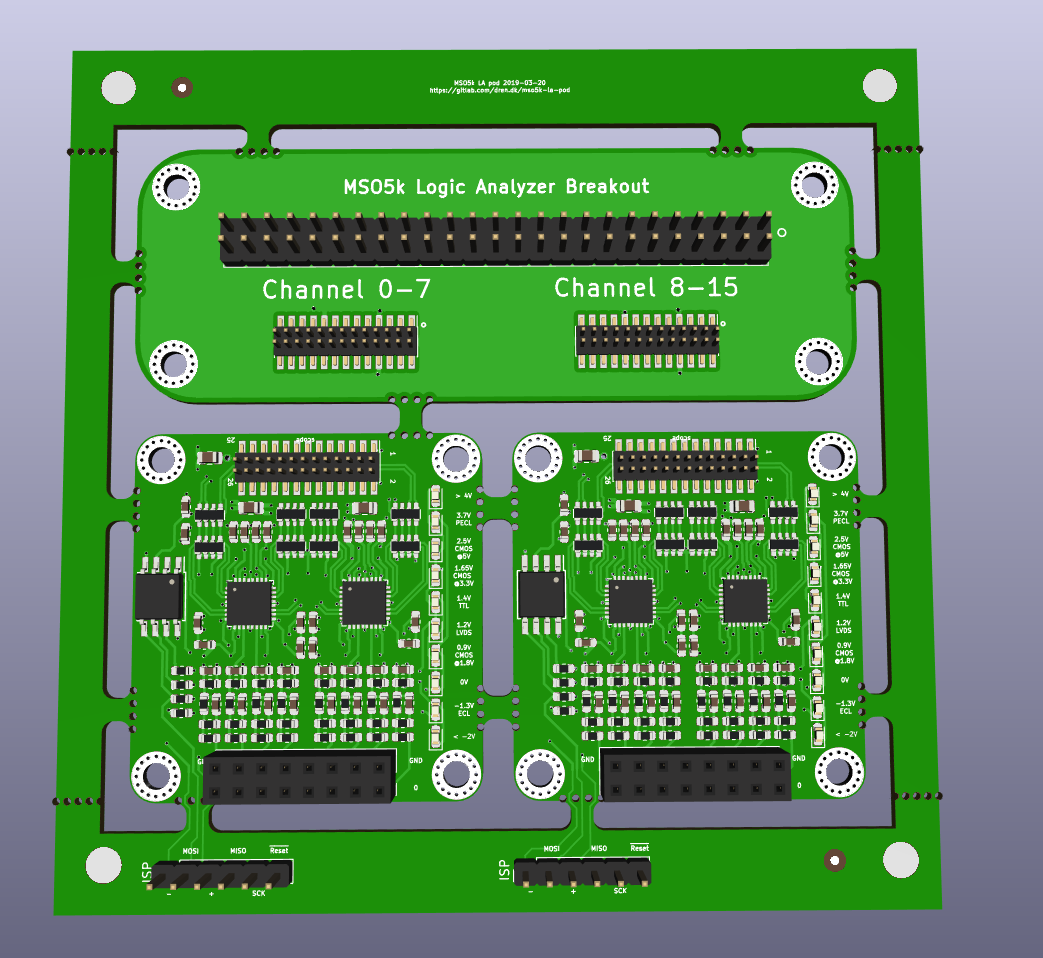 MSO5k LA pod 2019-03-20
https://gitlab.com/dren.dk/mso5k-la-pod
MSO5k Logic Analyzer Breakout
Channel 0-7
Channel 8-15
25
scope
1
26
2
> 4V
3.7V
PECL
2.5V
CMOS
@5V
1.65V
CMOS
@3.3V
1.4V
TTL
1.2V
LVDS
0.9V
CMOS
@1.8V
0V
-1.3V
ECL
< -2V
GND
0
25
scope
1
26
2
> 4V
3.7V
PECL
2.5V
CMOS
@5V
1.65V
CMOS
@3.3V
1.4V
TTL
1.2V
LVDS
0.9V
CMOS
@1.8V
0V
-1.3V
ECL
< -2V
GND
GND
0
ISP
MOSI
MISO
Reset
-
+
SCK
ISP
MOSI
MISO
Reset
-
+
SCK